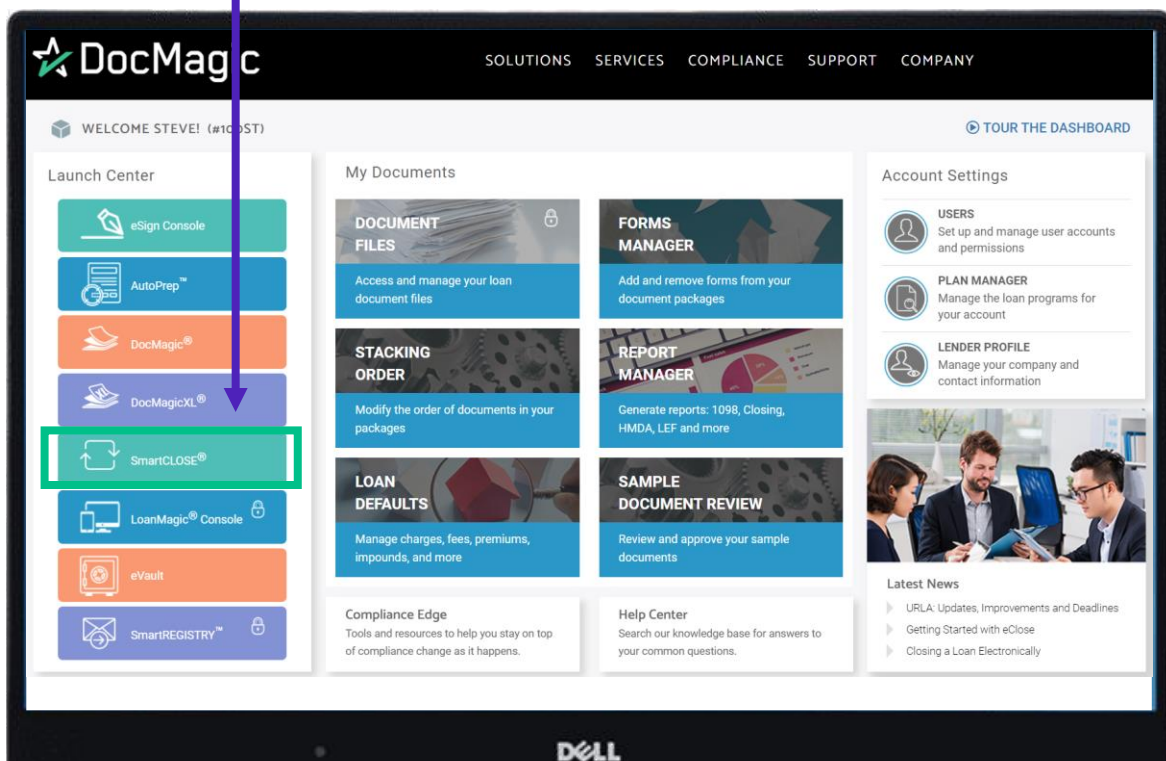 DocMagic
SOLUTIONS SERVICES COMPLIANCE SUPPORT COMPANY
WELCOME STEVE! (#100ST)
TOUR THE DASHBOARD
Launch Center
eSign Console
AutoPrep™
DocMagic®
DocMagicXL®
SmartCLOSE®
LoanMagic® Console
eVault
SmartREGISTRY™
My Documents
DOCUMENT
FILES
Access and manage your loan
document files
FORMS
MANAGER
Add and remove forms from your
document packages
STACKING
ORDER
Modify the order of documents in your
packages
REPORT
MANAGER
Generate reports: 1098, Closing,
HMDA, LEF and more
LOAN
DEFAULTS
Manage charges, fees, premiums,
impounds, and more
SAMPLE
DOCUMENT REVIEW
Review and approve your sample
documents
Compliance Edge
Tools and resources to help you stay on top
of compliance change as it happens.
Help Center
Search our knowledge base for answers to
your common questions.
Account Settings
USERS
Set up and manage user accounts
and permissions
PLAN MANAGER
Manage the loan programs for
your account
LENDER PROFILE
Manage your company and
contact information
Latest News
URLA: Updates, Improvements and Deadlines
Getting Started with eClose
Closing a Loan Electronically
DELL